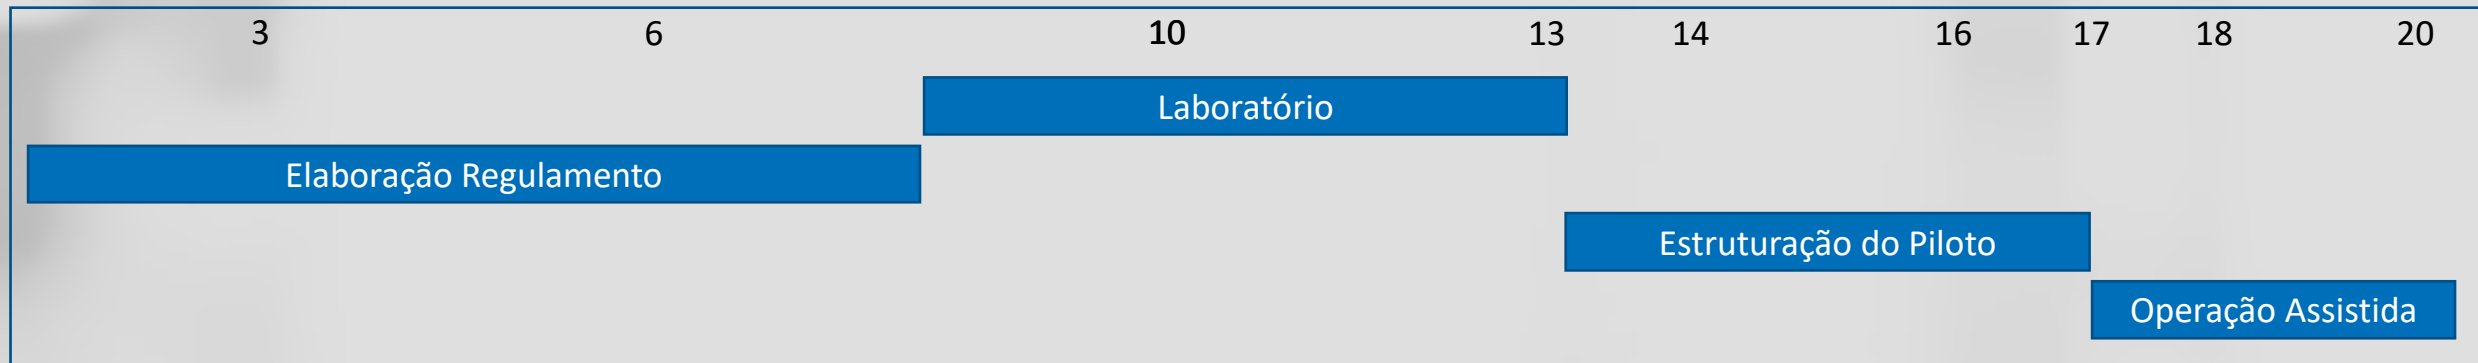 3 6 10 13 14 16 17 18 20
Laboratório
Elaboração Regulamento
Estruturação do Piloto
Operação Assistida